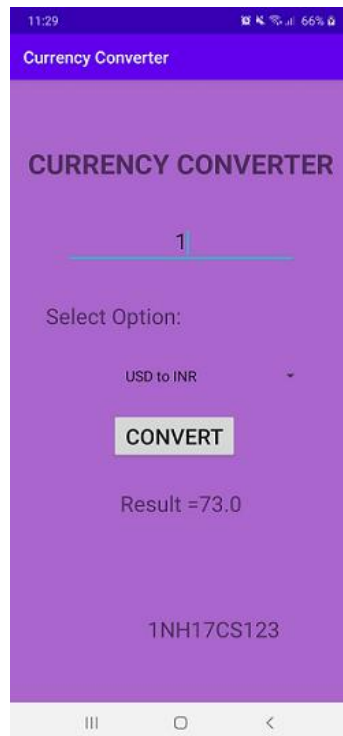 11:29 66%
Currency Converter
CURRENCY CONVERTER
1
Select Option:
USD to INR
CONVERT
Result =73.0
1NH17CS123